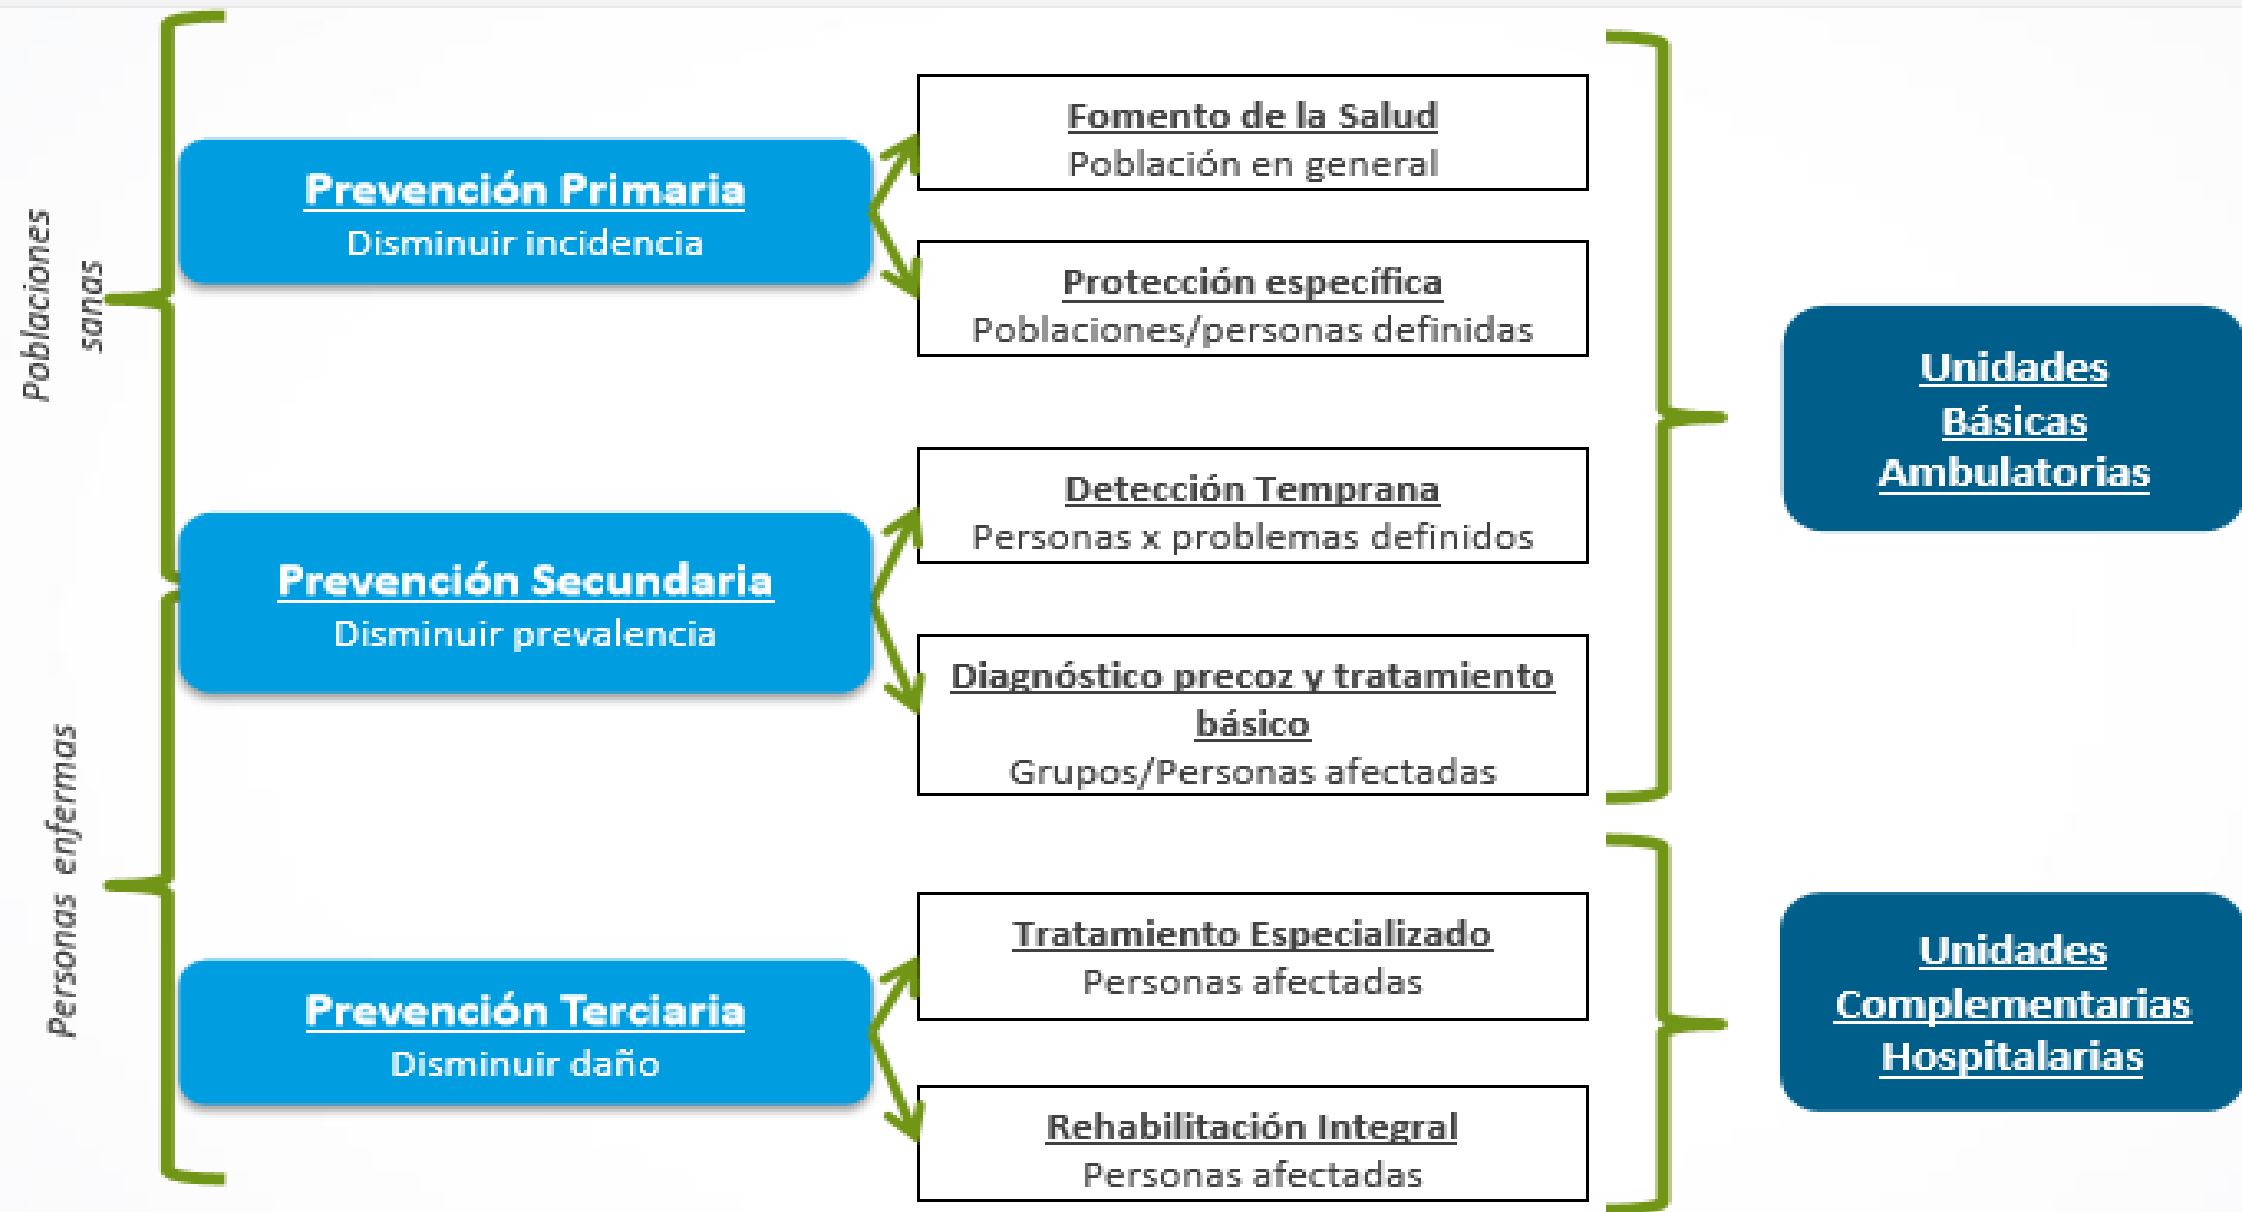 Poblaciones
sanas
Personas enfermas
Prevención Primaria
Disminuir incidencia
Fomento de la Salud
Población en general
Protección específica
Poblaciones/personas definidas
Prevención Secundaria
Disminuir prevalencia
Detección Temprana
Personas x problemas definidos
Diagnóstico precoz y tratamiento
básico
Grupos/Personas afectadas
Prevención Terciaria
Disminuir daño
Tratamiento Especializado
Personas afectadas
Rehabilitación Integral
Personas afectadas
Unidades
Básicas
Ambulatorias
Unidades
Complementarias
Hospitalarias